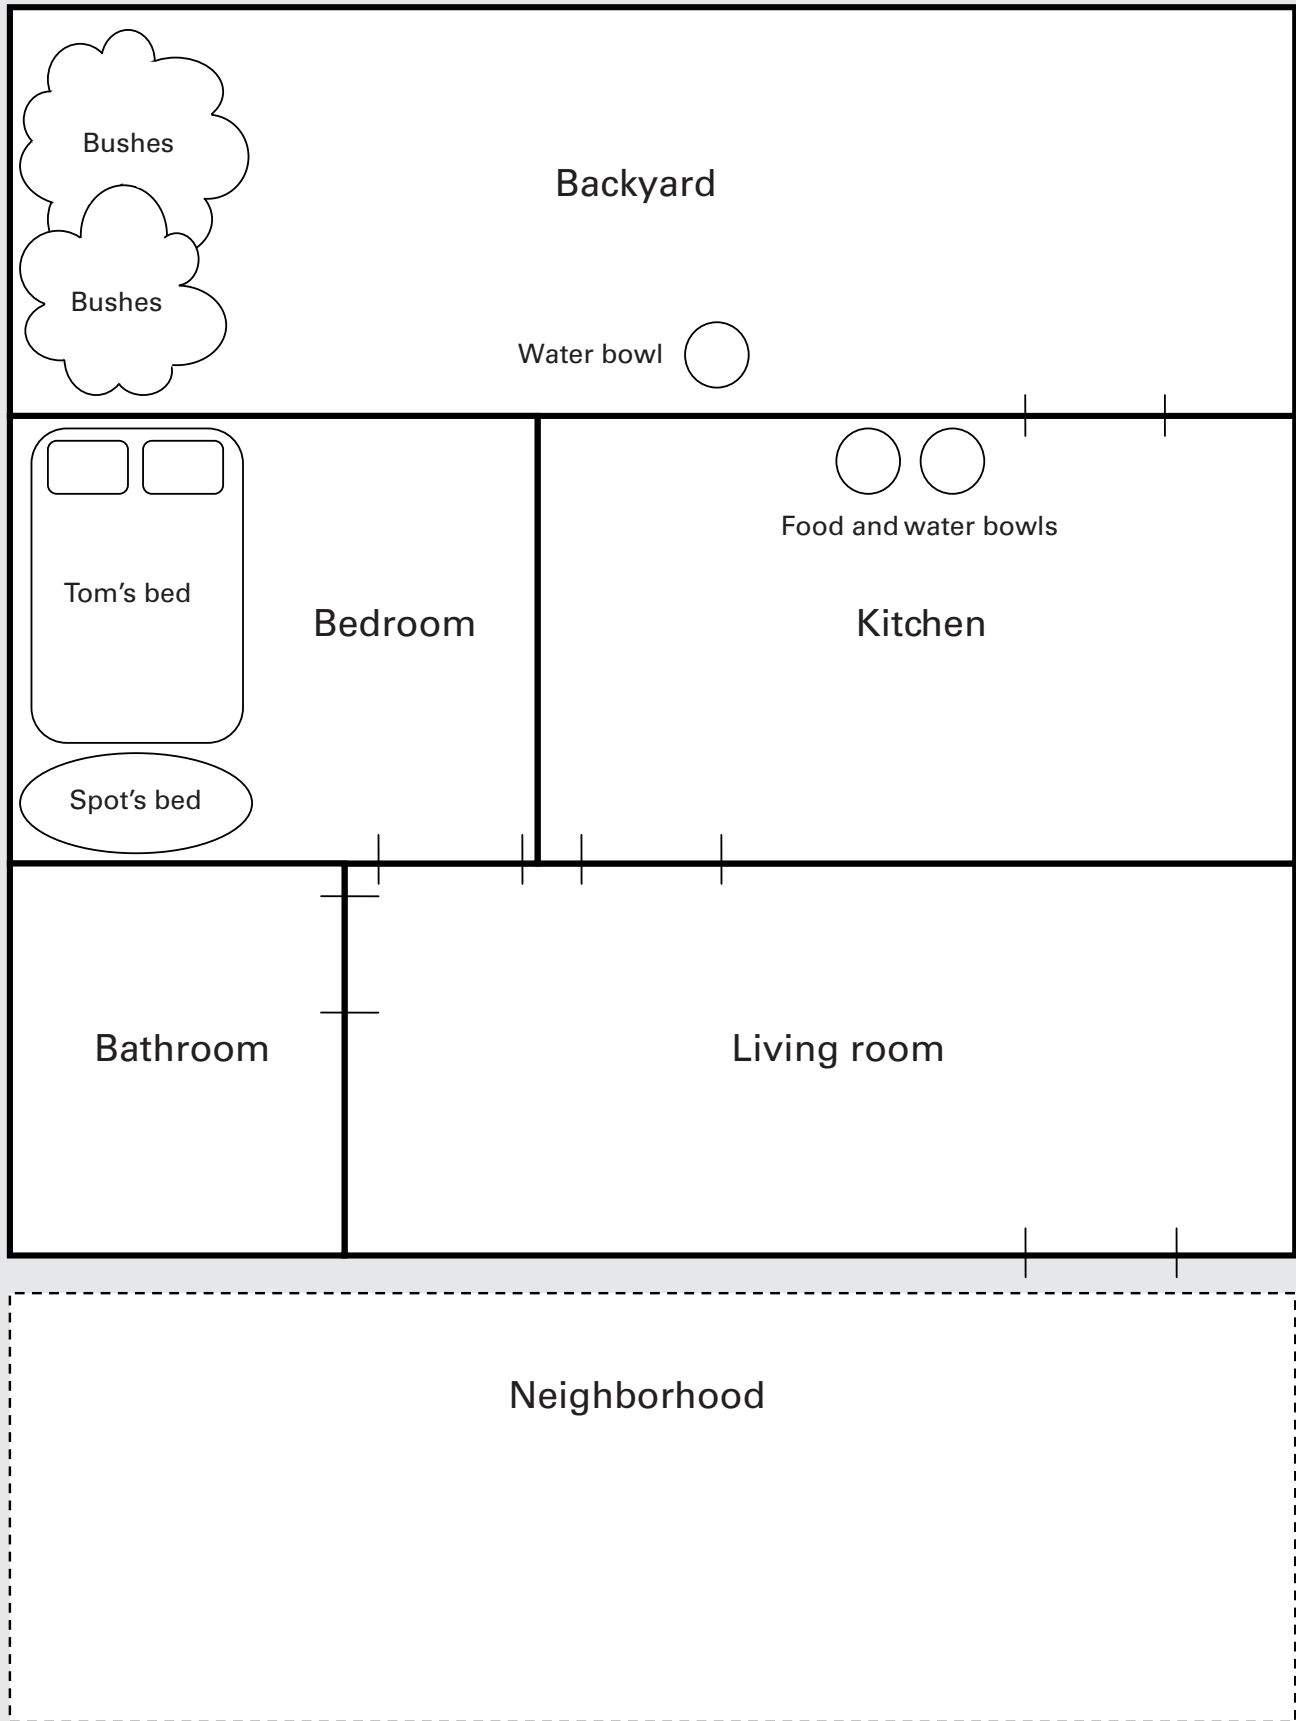 Bushes
Backyard
Bushes
Water bowl
Food and water bowls
Tom’s bed
Bedroom
Kitchen
Spot’s bed
Bathroom
Living room
Neighborhood